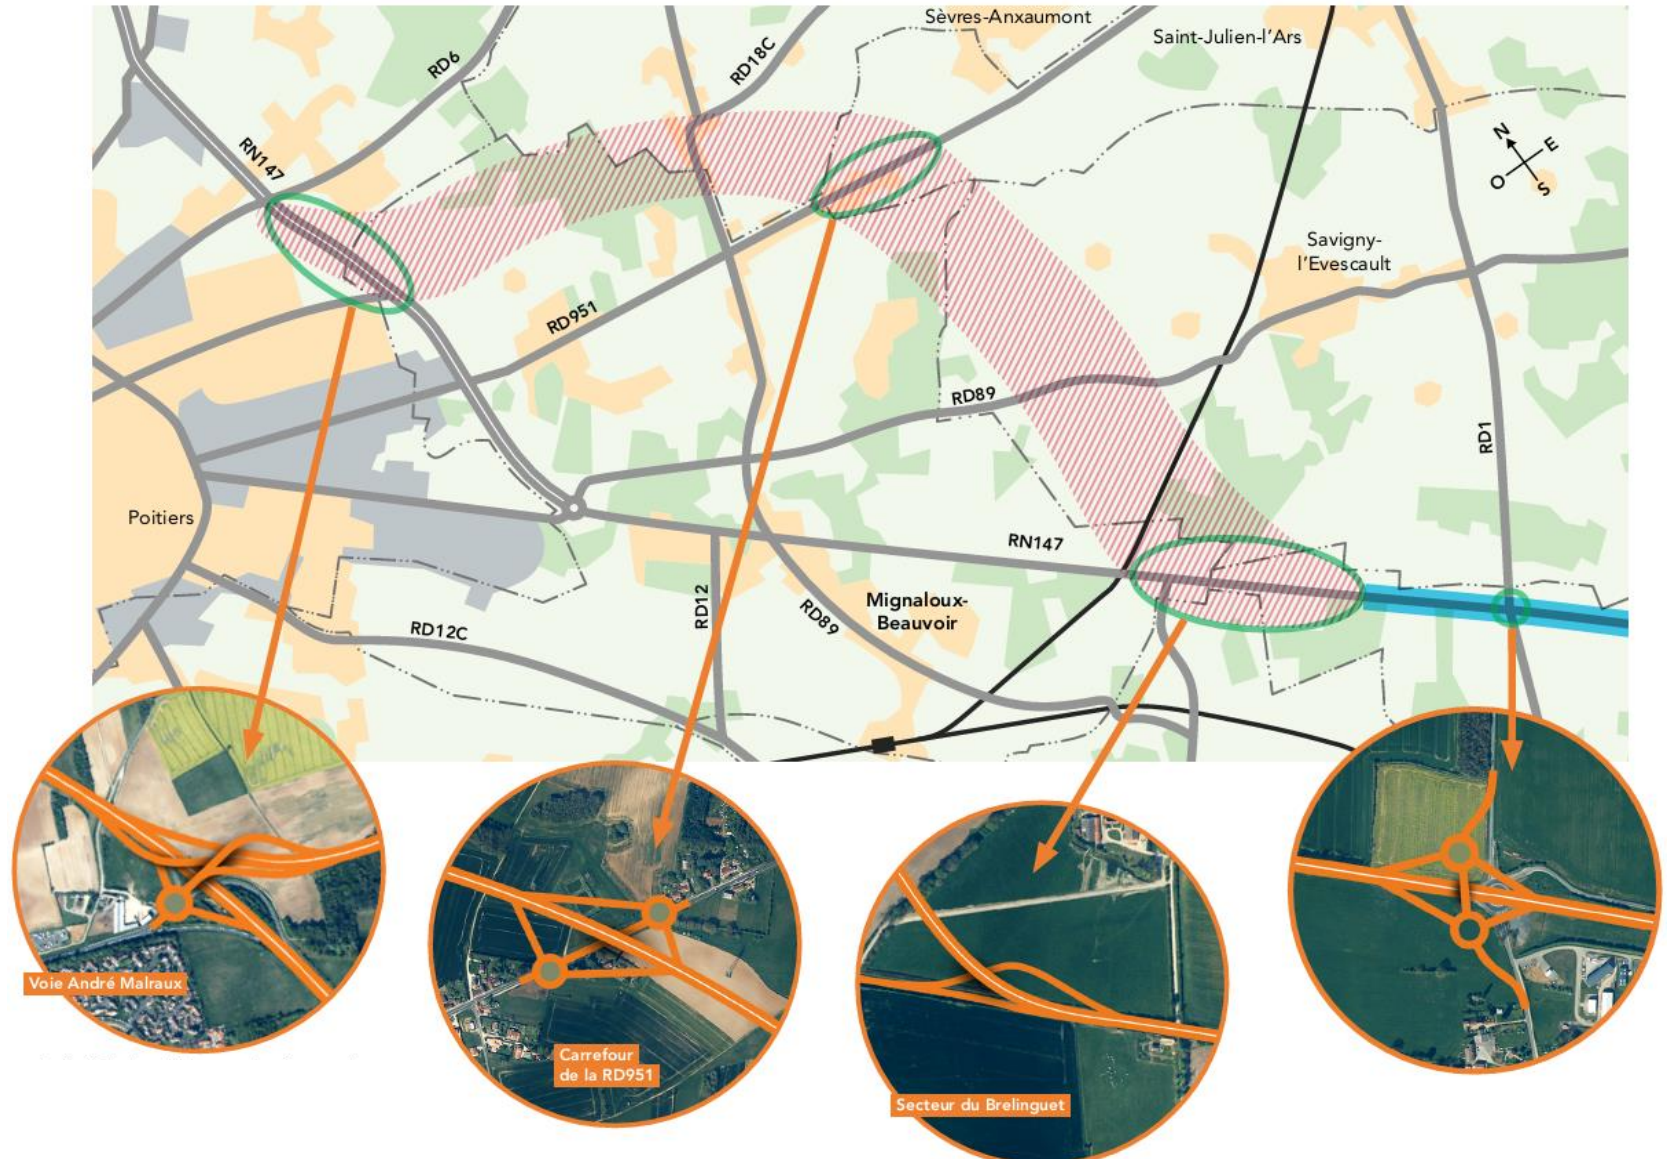 Sèvres-Anxaumont
Saint-Julien-l'Ars
RD6
RD18C
RN147
N
E
O
S
Savigny-
l'Evescault
RD951
RD89
RD1
Poitiers
RN147
Mignaloux-
Beauvoir
RD12
RD89
RD12C
Voie André Malraux
Carrefour
de la RD951
Secteur du Brelinguet